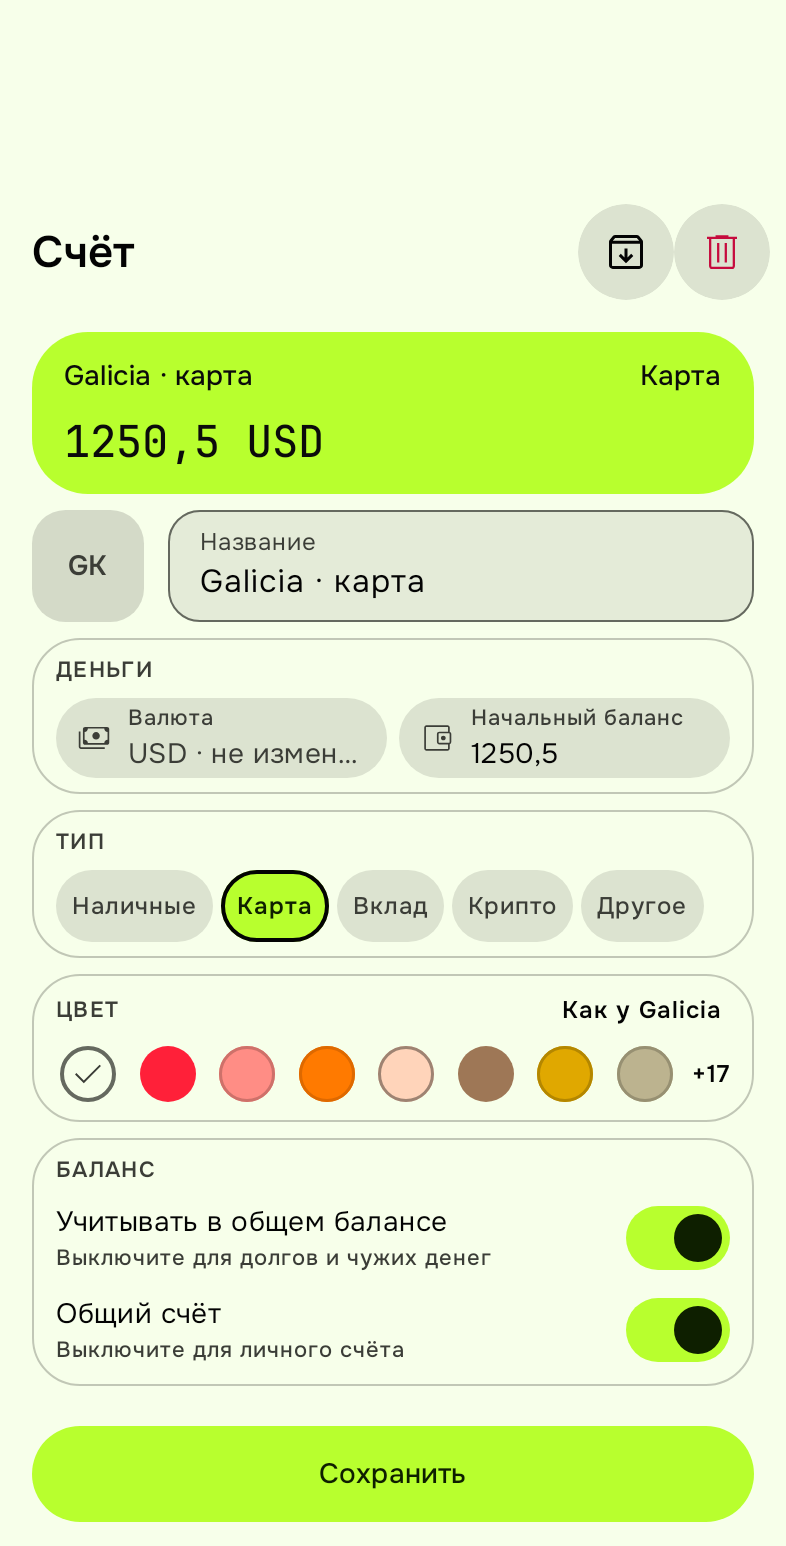 Счёт
Galicia · карта
Карта
1250,5 USD
GK
Название
Galicia · карта
ДЕНЬГИ
Валюта
USD · не измен…
Начальный баланс
1250,5
ТИП
Наличные
Карта
Вклад
Крипто
Другое
ЦВЕТ
Как у Galicia
+17
БАЛАНС
Учитывать в общем балансе
Выключите для долгов и чужих денег
Общий счёт
Выключите для личного счёта
Сохранить